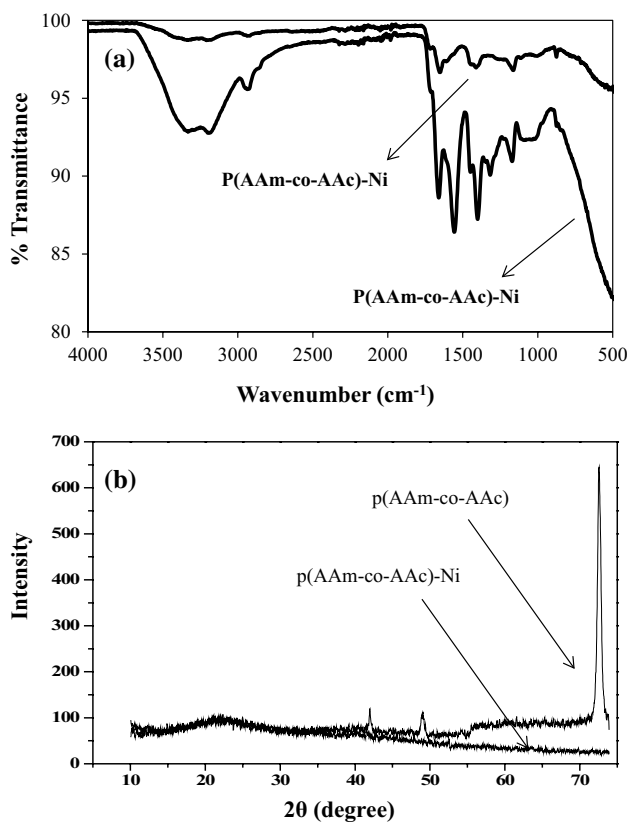 (a)
100
95
90
85
80
% Transmittance
P(AAm-co-AAc)-Ni
P(AAm-co-AAc)-Ni
4000 3500 3000 2500 2000 1500 1000 500
Wavenumber (cm-1)
(b)
700
600
500
400
300
200
100
0
Intensity
p(AAm-co-AAc)
p(AAm-co-AAc)-Ni
10 20 30 40 50 60 70
2θ (degree)